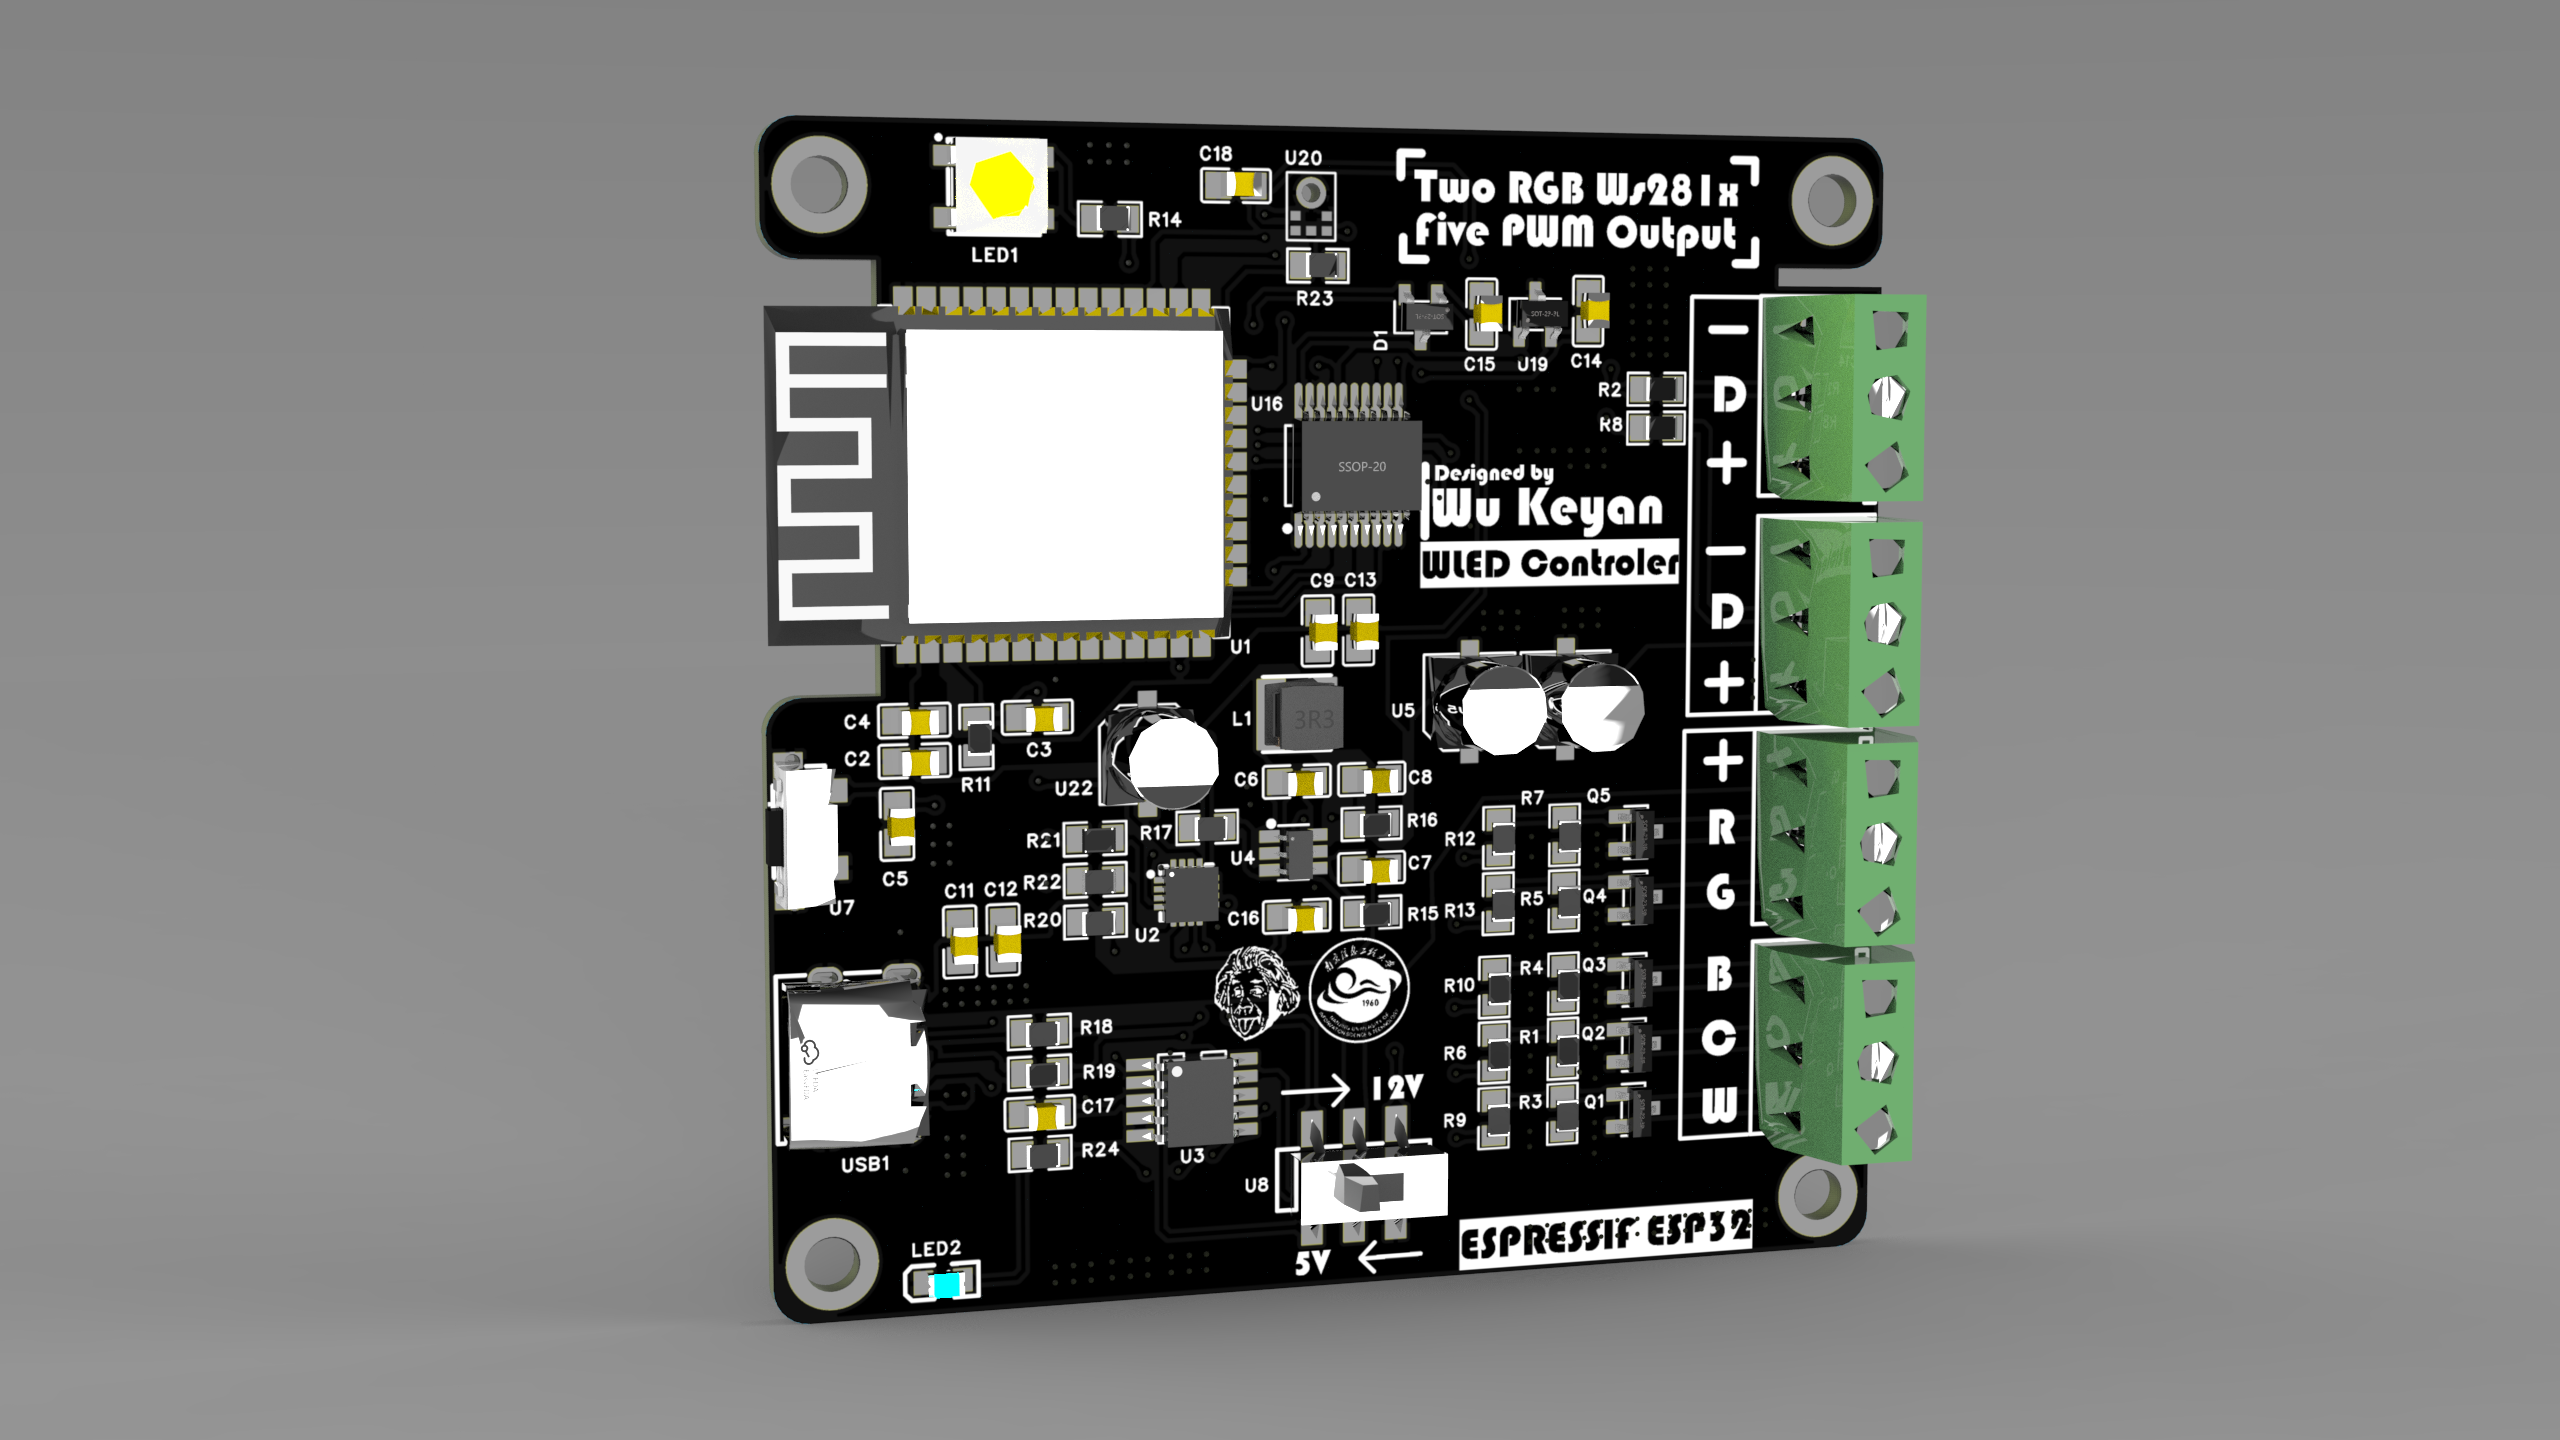 C18
U20
Two RGB Ws281x
Five PWM Output
R14
LED1
R23
D1
C15
U19
C14
SOT-23-3L
R2
R8
U16
SSOP-20
Designed by
Wu Keyan
WLED Controler
−
D
+
−
D
+
+
R
G
B
C
W
C9 C13
U1
C4
C3
L1
3R3
U5
C2
R11
U22
C6
C8
R7
Q5
R21
R17
R16
R12
U4
C7
C5
U7
C11 C12
R22
R20
U2
C16
R15
R13
R5
Q4
1960
R10
R4
Q3
R18
R6
R1
Q2
R19
C17
R24
U3
12V
R9
R3
Q1
USB1
U8
5V
LED2
ESPRESSIF ESP32